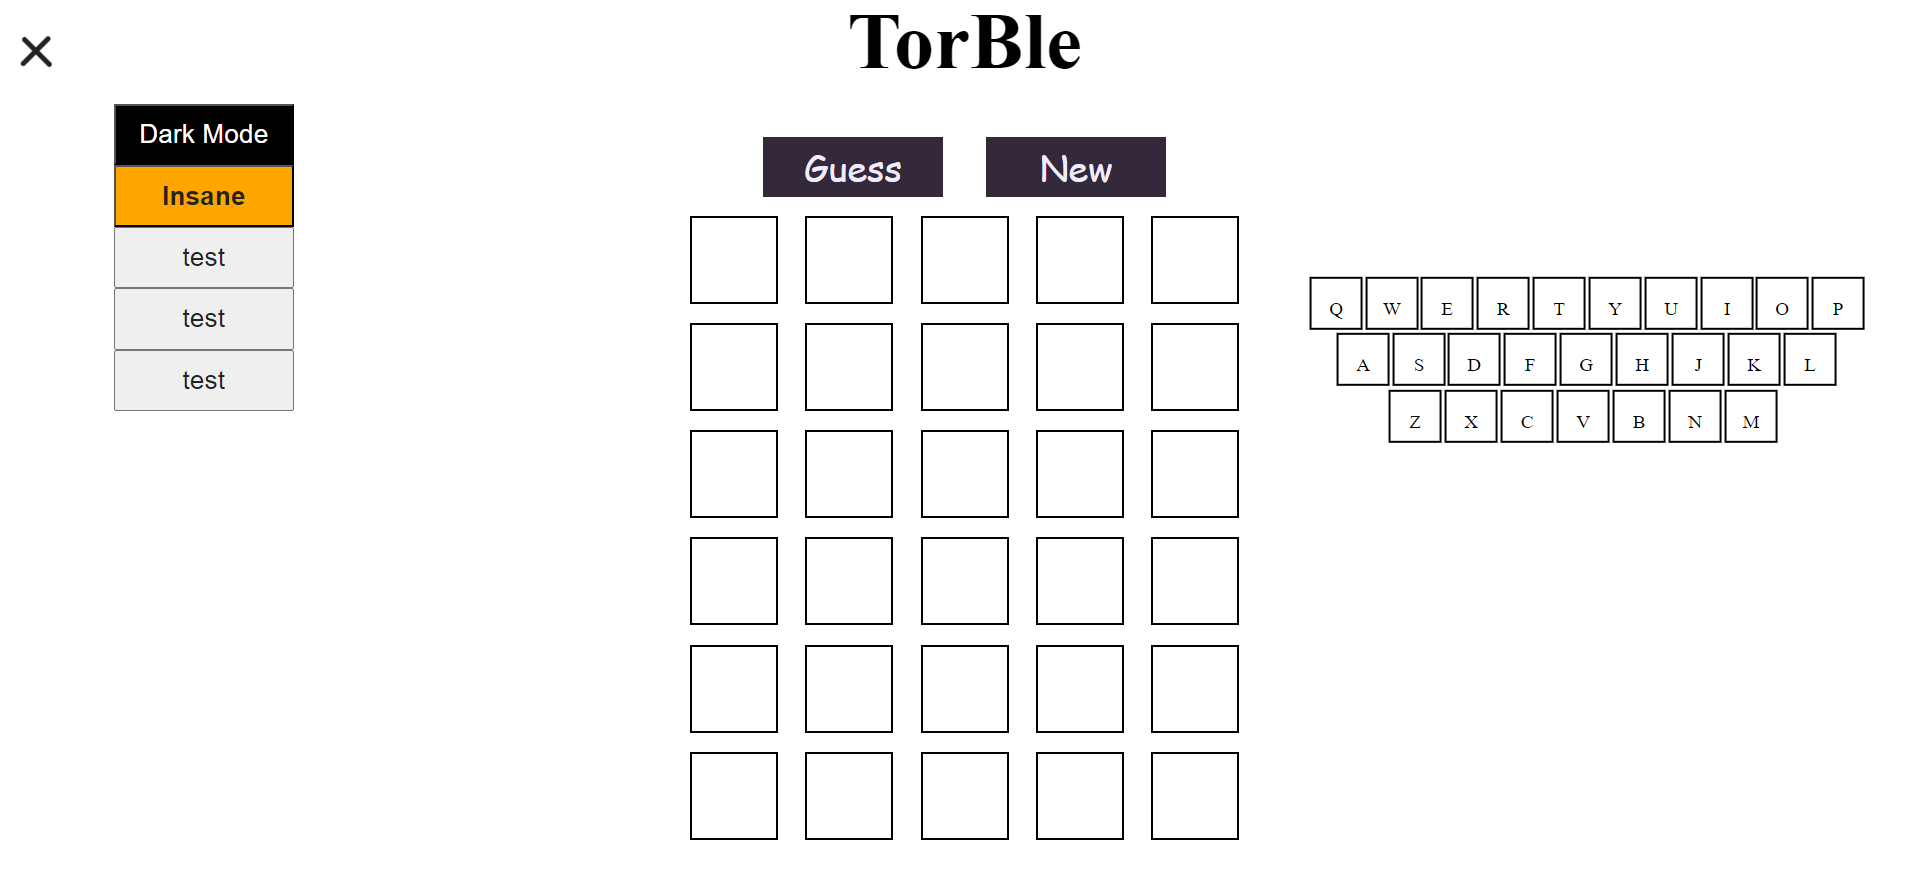 TorBle
Dark Mode
Insane
test
test
test
Guess New
Q W E R T Y U I O P
A S D F G H J K L
Z X C V B N M